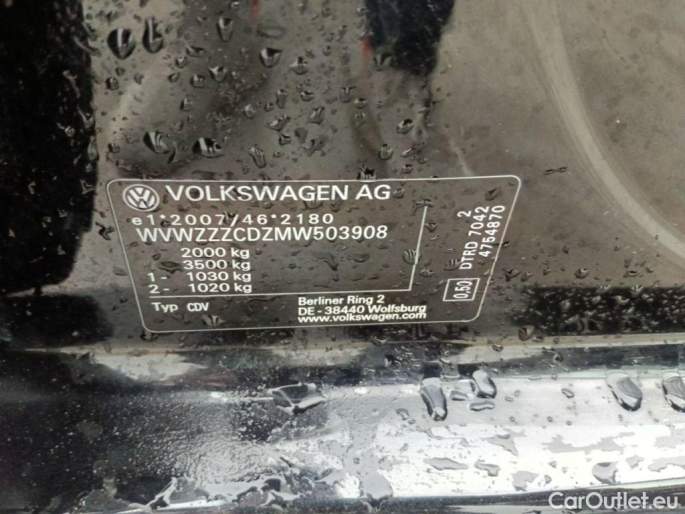 VOLKSWAGEN AG
e1*2007/46*2180
WVWZZZCDZMW503908
2000 kg
3500 kg
1- 1030 kg
2- 1020 kg
Typ CDV
Berliner Ring 2
DE - 38440 Wolfsburg
www.volkswagen.com
0,50
2
DTRD 7042
4754870
CarOutlet.eu